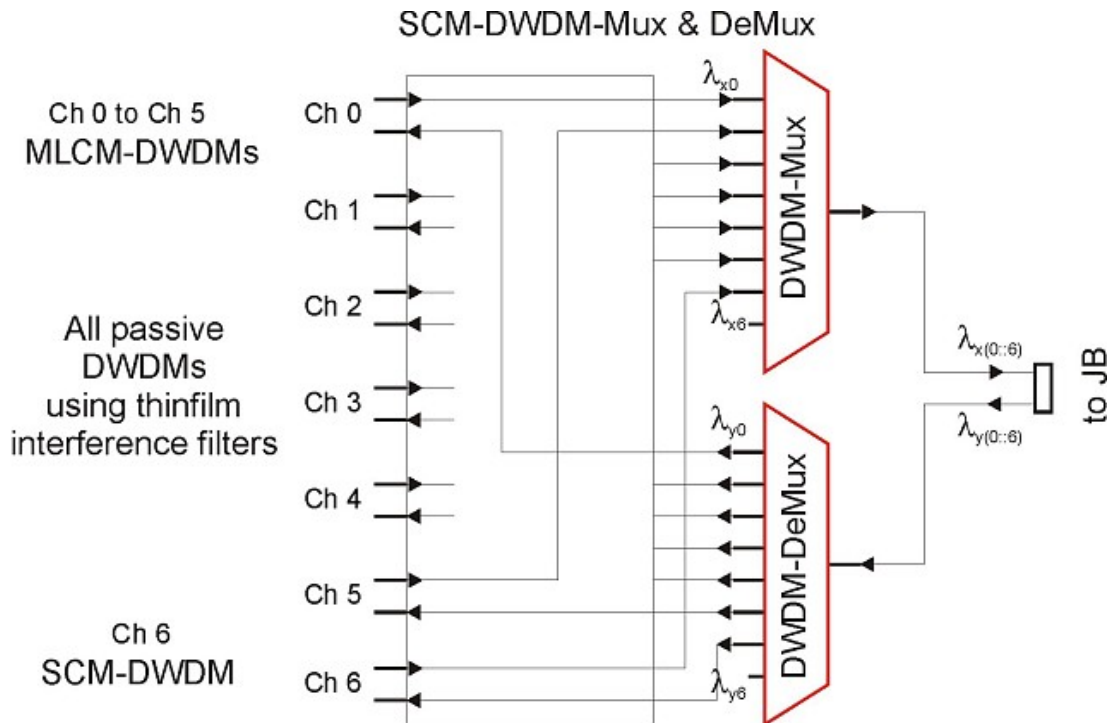 SCM-DWDM-Mux & DeMux
Ch 0 to Ch 5
MLCM-DWDMs
All passive
DWDMs
using thinfilm
interference filters
Ch 6
SCM-DWDM
Ch 0
Ch 1
Ch 2
Ch 3
Ch 4
Ch 5
Ch 6
λx0
λx6
DWDM-Mux
λy0
λy6
DWDM-DeMux
λx(0::6)
λy(0::6)
to JB